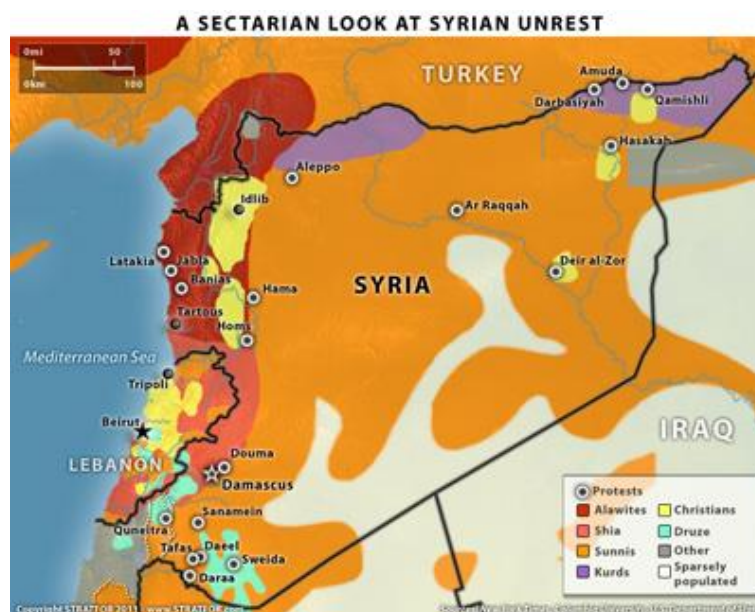 A SECTARIAN LOOK AT SYRIAN UNREST
0mi 50
0km 100
TURKEY
Amuda
Darbasiyah
Qamishli
Hasakah
Aleppo
Idlib
Ar Raqqah
Latakia
Jabla
Banias
Deir al-Zor
SYRIA
Hama
Tartous
Homs
Mediterranean Sea
Tripoli
Beirut
IRAQ
LEBANON
Douma
Damascus
Sanamein
Quneitra
Tafas
Daeel
Sweida
Daraa
Protests
Alawites
Christians
Shia
Druze
Sunnis
Other
Kurds
Sparsely
populated
Copyright STRATFOR 2011 www.STRATFOR.com